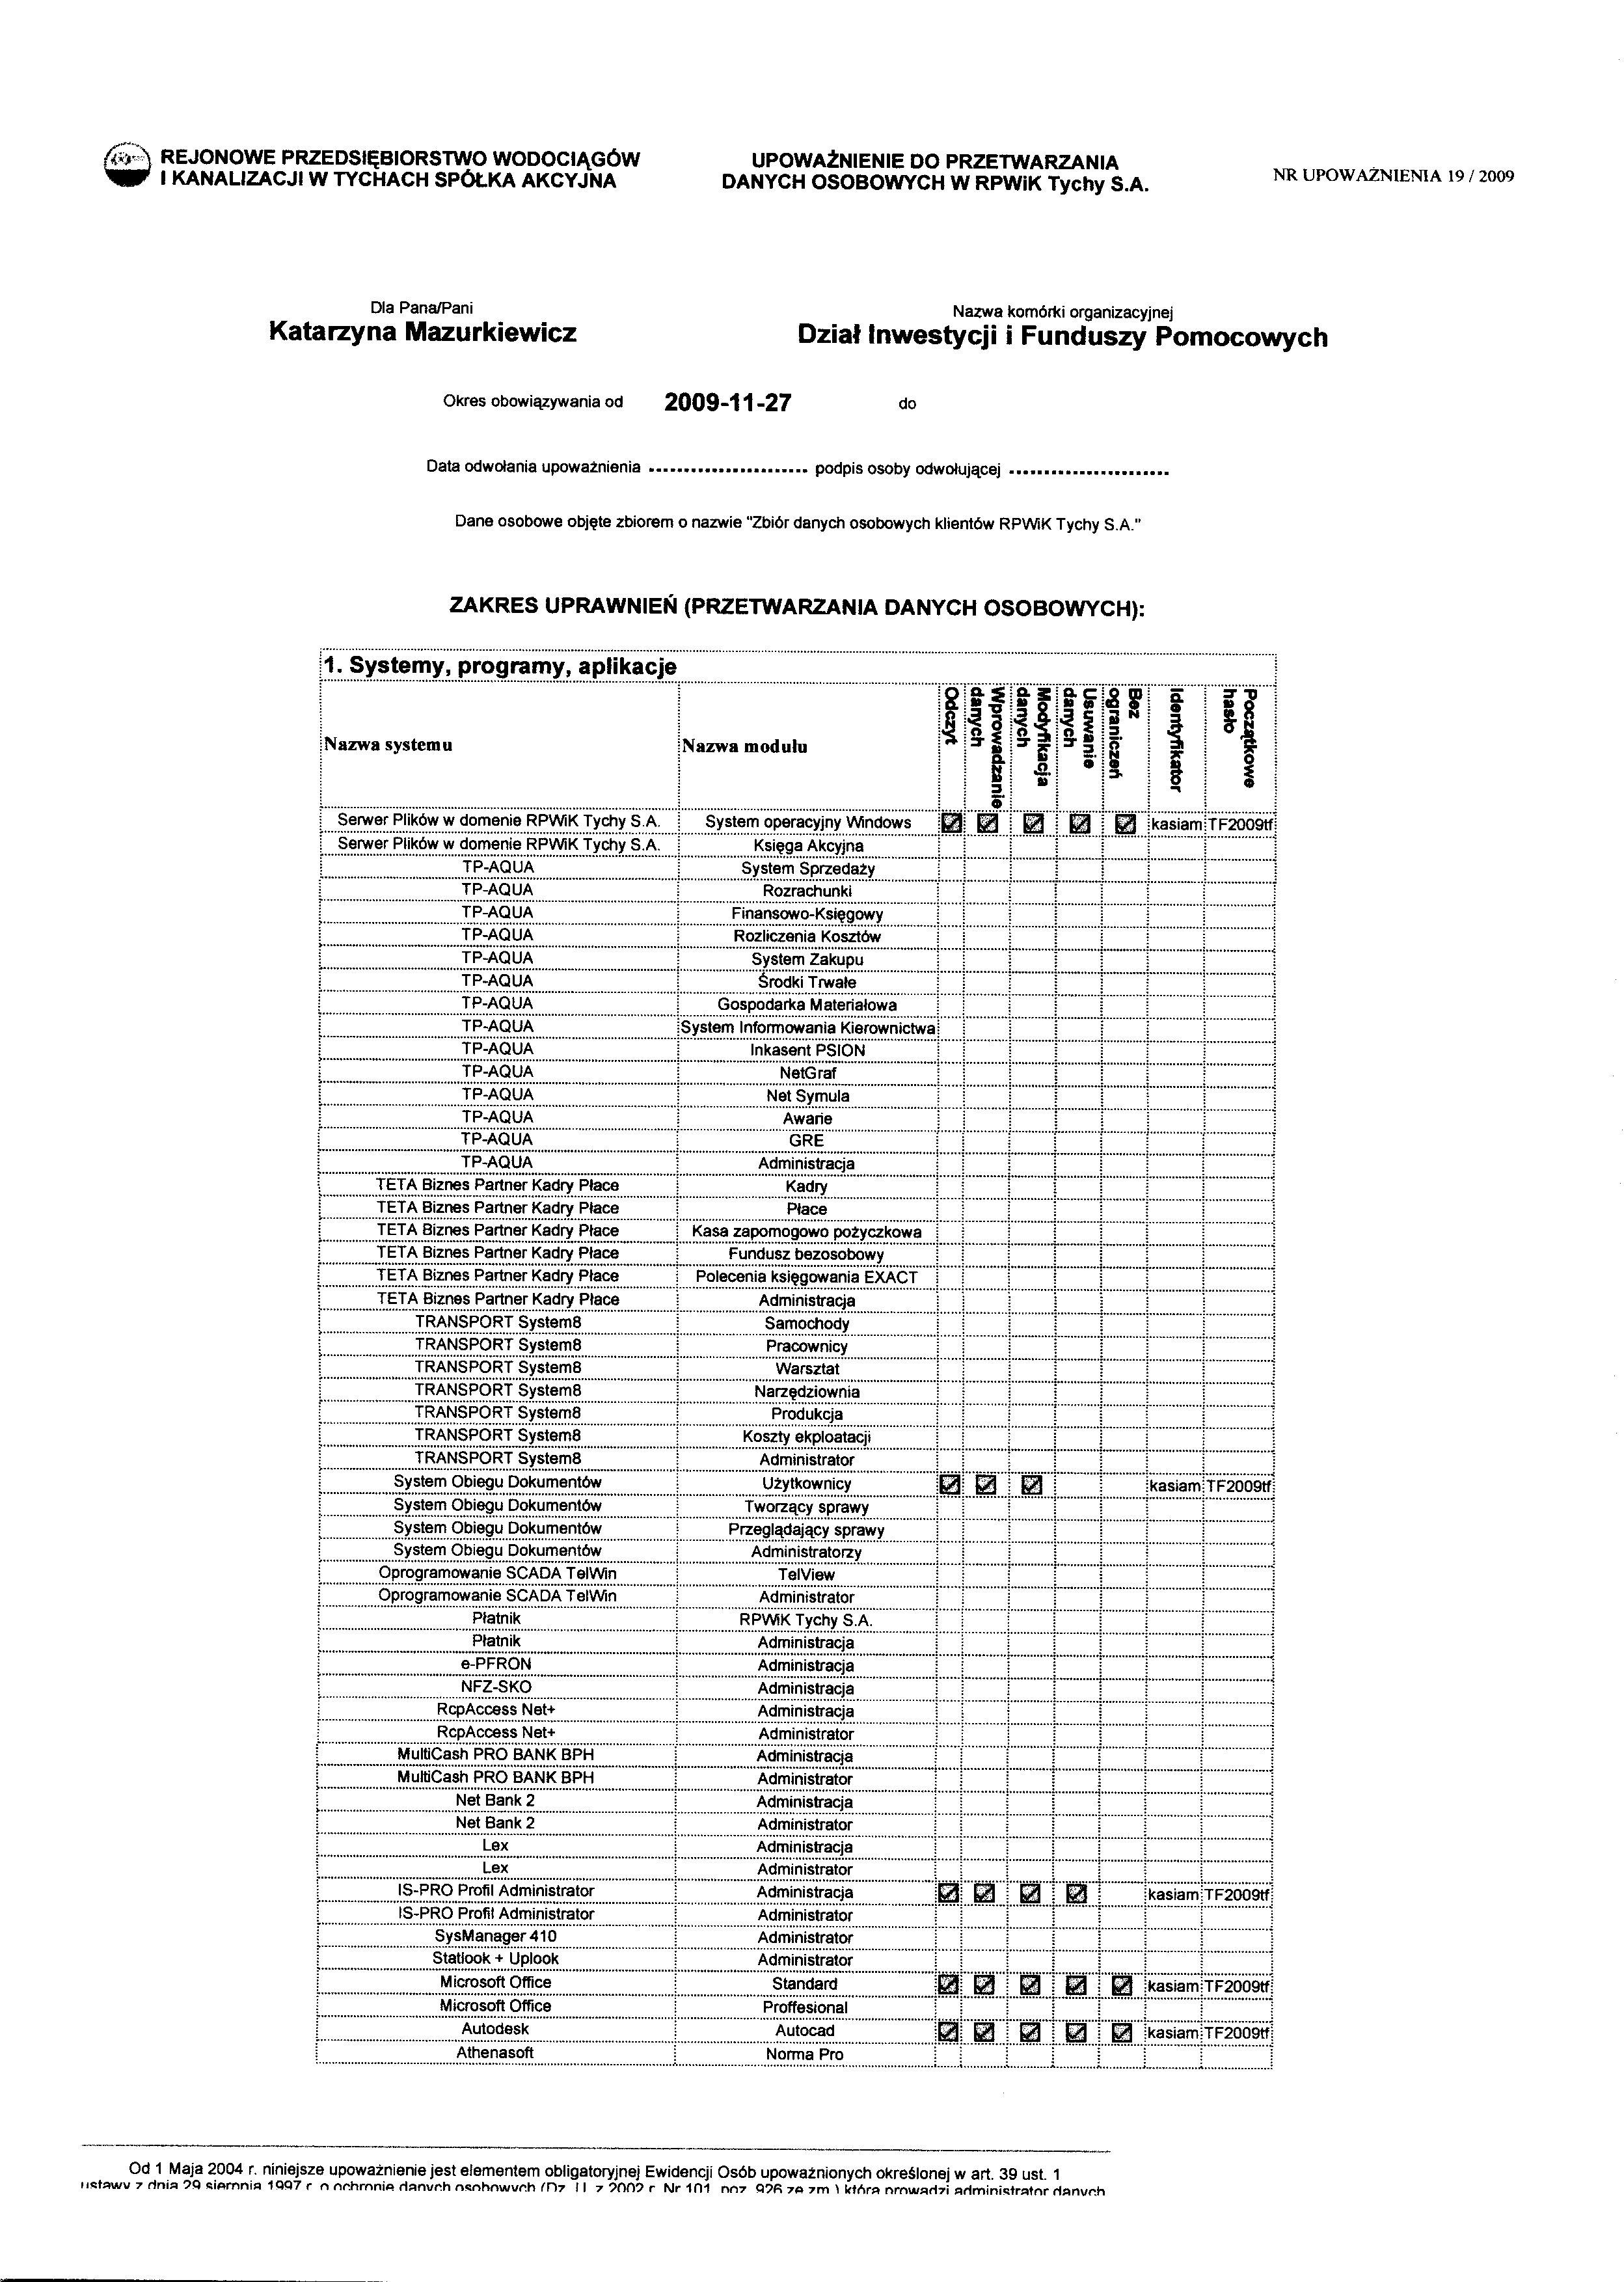 REJONOWE PRZEDSIĘBIORSTWO WODOCIĄGÓW
I KANALIZACJI W TYCHACH SPÓŁKA AKCYJNA
UPOWAŻNIENIE DO PRZETWARZANIA
DANYCH OSOBOWYCH W RPWiK Tychy S.A.
NR UPOWAŻNIENIA 19 / 2009
Dla Pana/Pani
Katarzyna Mazurkiewicz
Nazwa komórki organizacyjnej
Dział Inwestycji i Funduszy Pomocowych
Okres obowiązywania od 2009-11-27 do
Data odwołania upoważnienia ....................... podpis osoby odwołującej .......................
Dane osobowe objęte zbiorem o nazwie "Zbiór danych osobowych klientów RPWiK Tychy S.A."
ZAKRES UPRAWNIEŃ (PRZETWARZANIA DANYCH OSOBOWYCH):
1. Systemy, programy, aplikacje
Nazwa systemu Nazwa modułu Odczyt Wprowadzanie danych Modyfikacja danych Usuwanie danych Bez ograniczeń Identyfikator Początkowe hasło
Serwer Plików w domenie RPWiK Tychy S.A. System operacyjny Windows kasiam TF2009tf
Serwer Plików w domenie RPWiK Tychy S.A. Księga Akcyjna
TP-AQUA System Sprzedaży
TP-AQUA Rozrachunki
TP-AQUA Finansowo-Księgowy
TP-AQUA Rozliczenia Kosztów
TP-AQUA System Zakupu
TP-AQUA Środki Trwałe
TP-AQUA Gospodarka Materiałowa
TP-AQUA System Informowania Kierownictwa
TP-AQUA Inkasent PSION
TP-AQUA NetGraf
TP-AQUA Net Symula
TP-AQUA Awarie
TP-AQUA GRE
TP-AQUA Administracja
TETA Biznes Partner Kadry Płace Kadry
TETA Biznes Partner Kadry Płace Płace
TETA Biznes Partner Kadry Płace Kasa zapomogowo pożyczkowa
TETA Biznes Partner Kadry Płace Fundusz bezosobowy
TETA Biznes Partner Kadry Płace Polecenia księgowania EXACT
TETA Biznes Partner Kadry Płace Administracja
TRANSPORT System8 Samochody
TRANSPORT System8 Pracownicy
TRANSPORT System8 Warsztat
TRANSPORT System8 Narzędziownia
TRANSPORT System8 Produkcja
TRANSPORT System8 Koszty ekploatacji
TRANSPORT System8 Administrator
System Obiegu Dokumentów Użytkownicy kasiam TF2009tf
System Obiegu Dokumentów Tworzący sprawy
System Obiegu Dokumentów Przeglądający sprawy
System Obiegu Dokumentów Administratorzy
Oprogramowanie SCADA TelWin TelView
Oprogramowanie SCADA TelWin Administrator
Płatnik RPWiK Tychy S.A.
Płatnik Administracja
e-PFRON Administracja
NFZ-SKO Administracja
RcpAccess Net+ Administracja
RcpAccess Net+ Administrator
MultiCash PRO BANK BPH Administracja
MultiCash PRO BANK BPH Administrator
Net Bank 2 Administracja
Net Bank 2 Administrator
Lex Administracja
Lex Administrator
IS-PRO Profil Administrator Administracja kasiam TF2009tf
IS-PRO Profil Administrator Administrator
SysManager 410 Administrator
Statlook + Uplook Administrator
Microsoft Office Standard kasiam TF2009tf
Microsoft Office Proffesional
Autodesk Autocad kasiam TF2009tf
Athenasoft Norma Pro
Od 1 Maja 2004 r. niniejsze upoważnienie jest elementem obligatoryjnej Ewidencji Osób upoważnionych określonej w art. 39 ust. 1
ustawy z dnia 29 sierpnia 1997 r. o ochronie danych osobowych (Dz. U. z 2002 r. Nr 101, poz. 926 ze zm.) którą prowadzi administrator danych